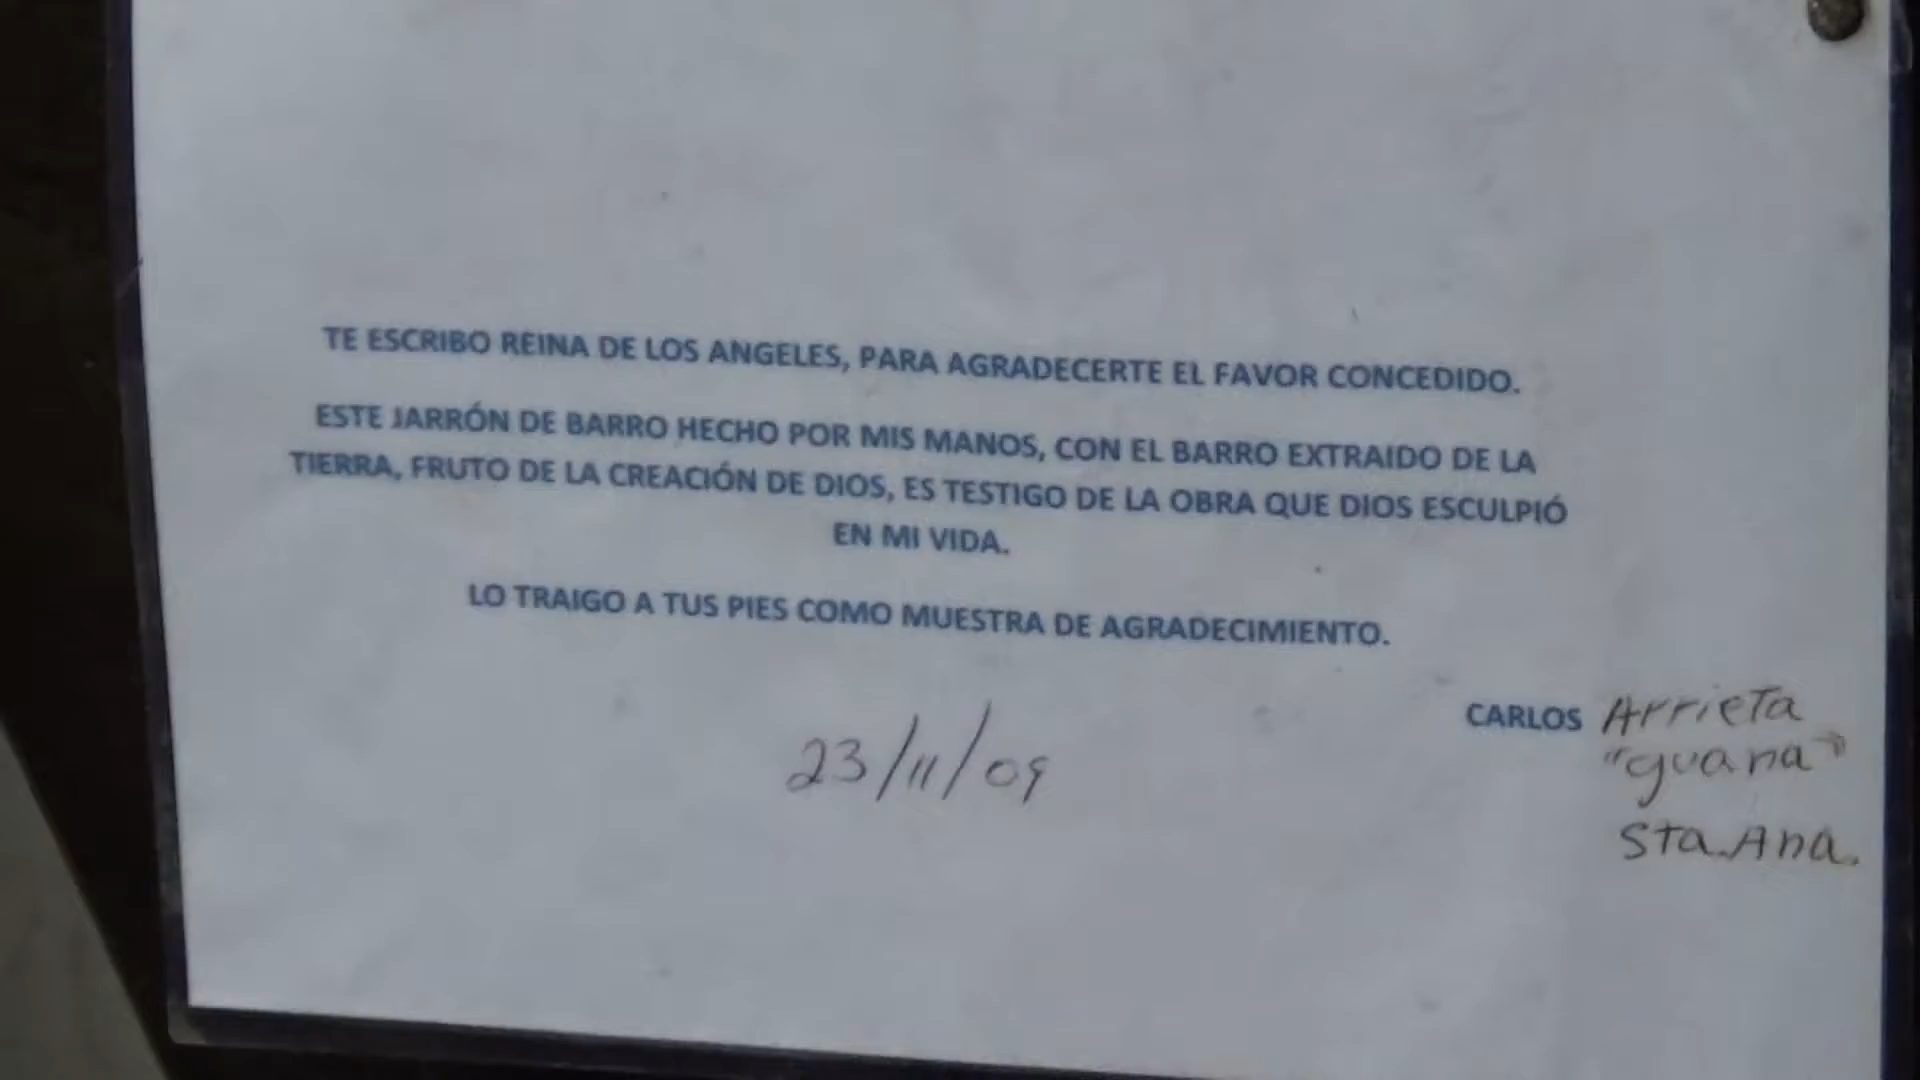 TE ESCRIBO REINA DE LOS ANGELES, PARA AGRADECERTE EL FAVOR CONCEDIDO.
ESTE JARRÓN DE BARRO HECHO POR MIS MANOS, CON EL BARRO EXTRAIDO DE LA
TIERRA, FRUTO DE LA CREACIÓN DE DIOS, ES TESTIGO DE LA OBRA QUE DIOS ESCULPIÓ
EN MI VIDA.
LO TRAIGO A TUS PIES COMO MUESTRA DE AGRADECIMIENTO.
CARLOS Arrieta
"guana"
23/11/09
Sta. Ana.